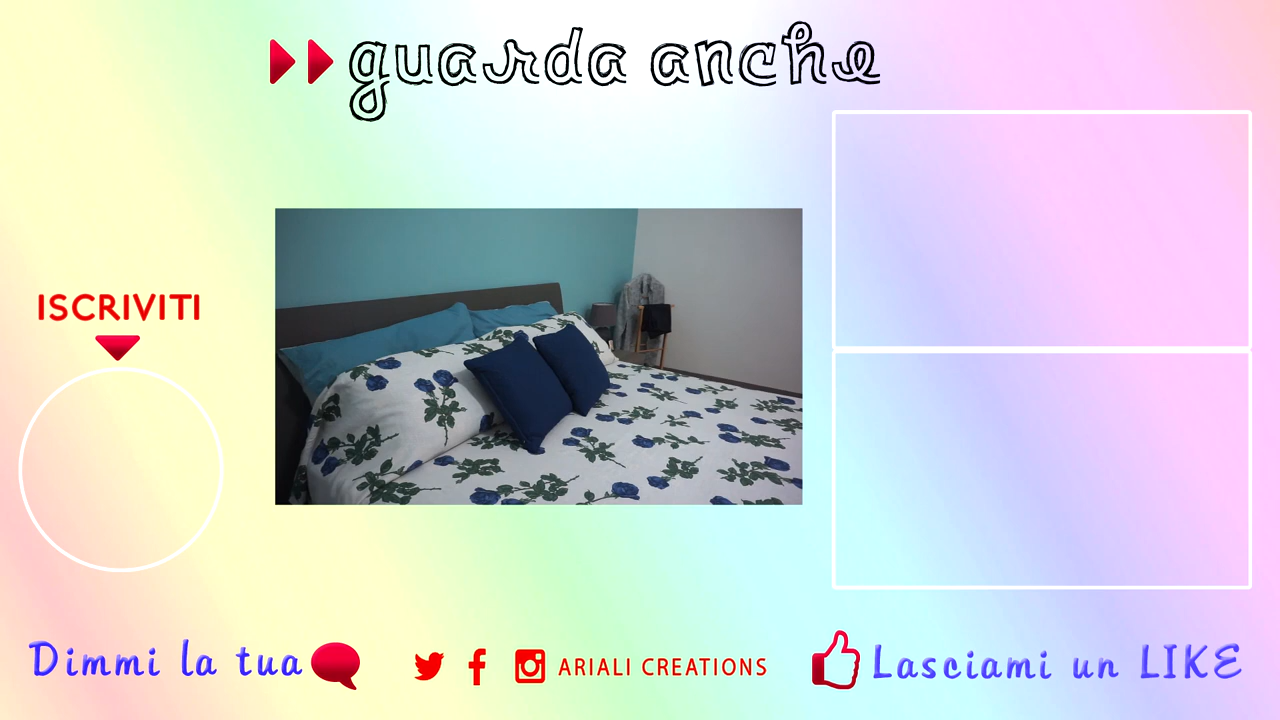 guarda anche
ISCRIVITI
Dimmi la tua
ARIALI CREATIONS
Lasciami un LIKE